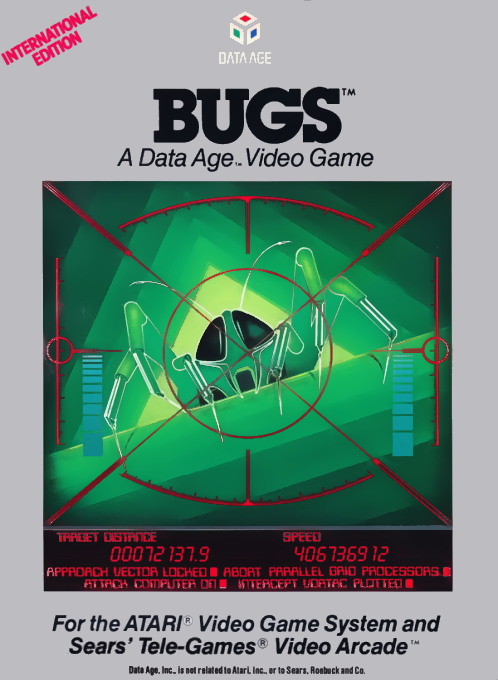 INTERNATIONAL
EDITION
DATA AGE
BUGS™
A Data Age™ Video Game
TARGET DISTANCE SPEED
00072137.9 406736912
APPROACH VECTOR LOCKED ABORT PARALLEL GRID PROCESSORS
ATTACK COMPUTER ON INTERCEPT VORTAC PLOTTED
For the ATARI® Video Game System and
Sears' Tele-Games® Video Arcade™
Data Age, Inc., is not related to Atari, Inc., or to Sears, Roebuck and Co.